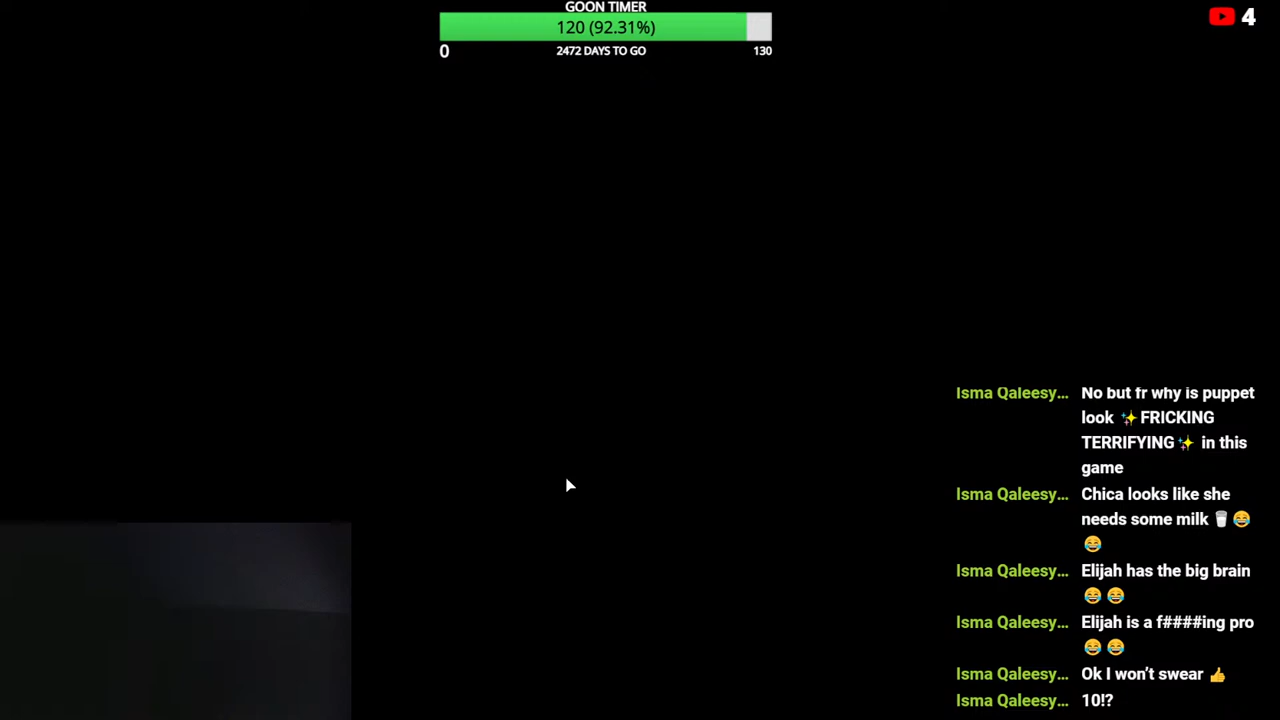 GOON TIMER
120 (92.31%)
0 2472 DAYS TO GO 130
4
Isma Qaleesy... No but fr why is puppet
look ✨FRICKING
TERRIFYING✨ in this
game
Isma Qaleesy... Chica looks like she
needs some milk 🥛😂
😂
Isma Qaleesy... Elijah has the big brain
😂😂
Isma Qaleesy... Elijah is a f####ing pro
😂😂
Isma Qaleesy... Ok I won’t swear 👍
Isma Qaleesy... 10!?